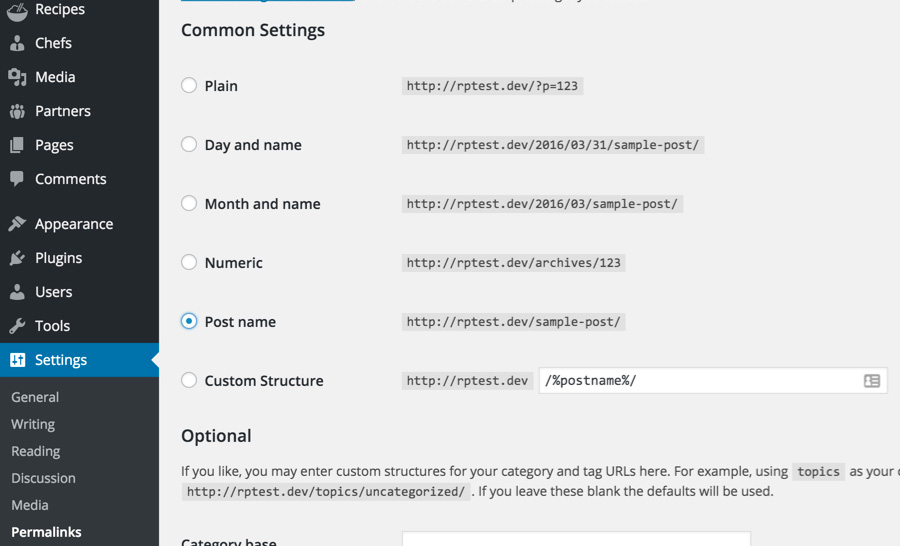 Recipes
Chefs
Media
Partners
Pages
Comments
Appearance
Plugins
Users
Tools
Settings
General
Writing
Reading
Discussion
Media
Permalinks
Common Settings
Plain http://rptest.dev/?p=123
Day and name http://rptest.dev/2016/03/31/sample-post/
Month and name http://rptest.dev/2016/03/sample-post/
Numeric http://rptest.dev/archives/123
Post name http://rptest.dev/sample-post/
Custom Structure http://rptest.dev /%postname%/
Optional
If you like, you may enter custom structures for your category and tag URLs here. For example, using topics as your
http://rptest.dev/topics/uncategorized/ . If you leave these blank the defaults will be used.
Category base